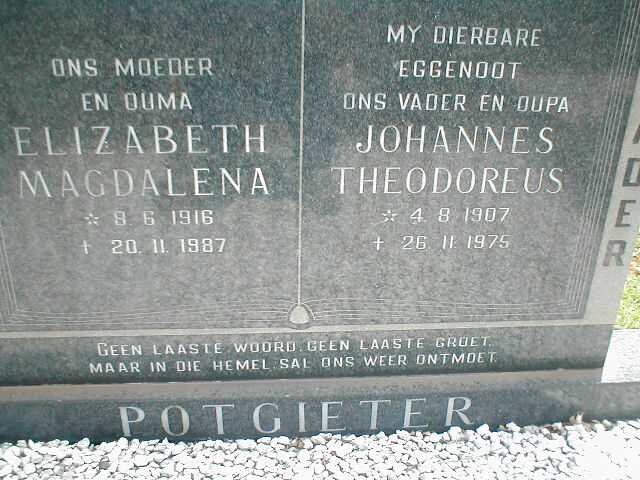 ONS MOEDER
EN OUMA
ELIZABETH
MAGDALENA
☆ 8.6.1916
† 20.11.1987
MY DIERBARE
EGGENOOT
ONS VADER EN OUPA
JOHANNES
THEODOREUS
☆ 4.8.1907
† 26.11.1975
GEEN LAASTE WOORD, GEEN LAASTE GROET.
MAAR IN DIE HEMEL SAL ONS WEER ONTMOET.
POTGIETER